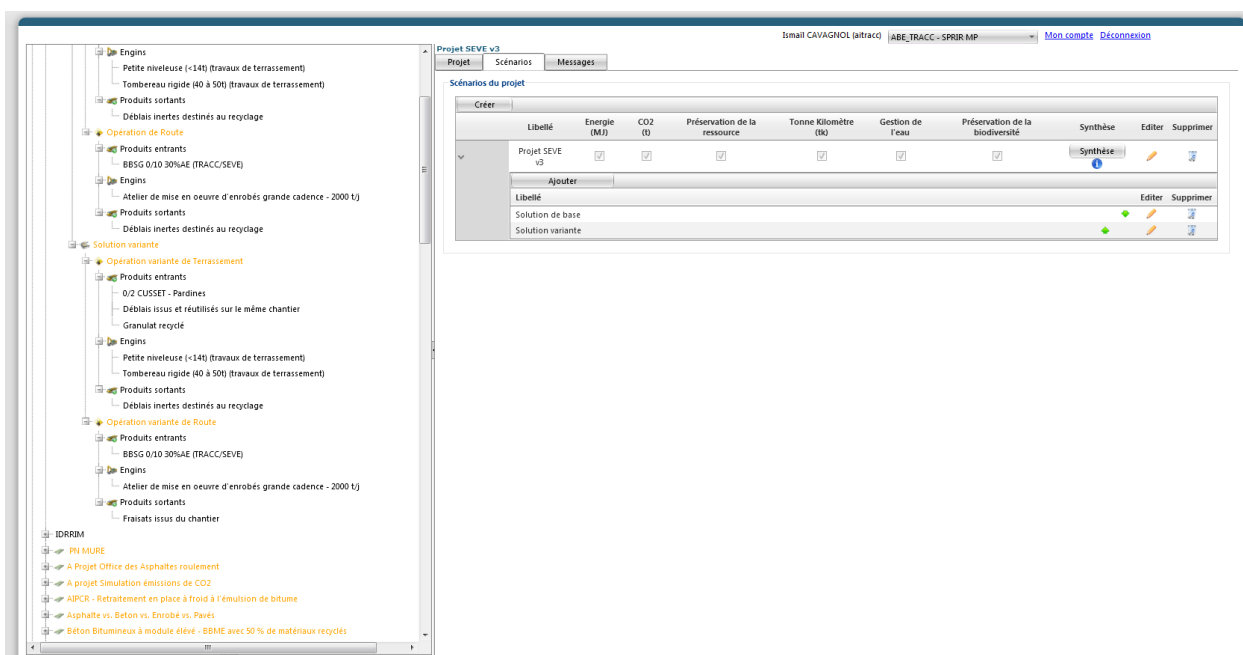 Ismail CAVAGNOL (aitracc) ABE_TRACC - SPRIR MP Mon compte Déconnexion
Engins
Petite niveleuse (<14t) (travaux de terrassement)
Tombereau rigide (40 à 50t) (travaux de terrassement)
Produits sortants
Déblais inertes destinés au recyclage
Opération de Route
Produits entrants
BBSG 0/10 30%AE (TRACC/SEVE)
Engins
Atelier de mise en oeuvre d'enrobés grande cadence - 2000 t/j
Produits sortants
Déblais inertes destinés au recyclage
Solution variante
Opération variante de Terrassement
Produits entrants
0/2 CUSSET - Pardines
Déblais issus et réutilisés sur le même chantier
Granulat recyclé
Engins
Petite niveleuse (<14t) (travaux de terrassement)
Tombereau rigide (40 à 50t) (travaux de terrassement)
Produits sortants
Déblais inertes destinés au recyclage
Opération variante de Route
Produits entrants
BBSG 0/10 30%AE (TRACC/SEVE)
Engins
Atelier de mise en oeuvre d'enrobés grande cadence - 2000 t/j
Produits sortants
Fraisats issus du chantier
IDRRIM
PN MURE
A Projet Office des Asphaltes roulement
A projet Simulation émissions de CO2
AIPCR - Retraitement en place à froid à l'émulsion de bitume
Asphalte vs. Beton vs. Enrobé vs. Pavés
Béton Bitumineux à module élevé - BBME avec 50 % de matériaux recyclés
Projet SEVE v3
Projet Scénarios Messages
Scénarios du projet
Créer
Libellé Energie (MJ) CO2 (t) Préservation de la ressource Tonne Kilomètre (tk) Gestion de l'eau Préservation de la biodiversité Synthèse Editer Supprimer
Projet SEVE v3 Synthèse
Ajouter
Libellé Editer Supprimer
Solution de base
Solution variante